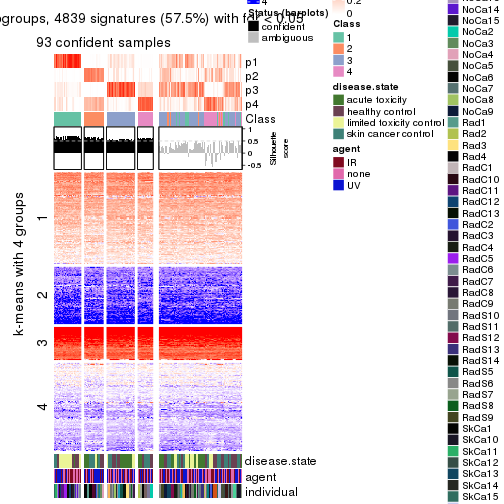 groups, 4839 signatures (57.5%) with fdr < 0.05
93 confident samples
p1
p2
p3
p4
Class
1
0.5
0
-0.5
Silhouette
score
k-means with 4 groups
1
2
3
4
disease.state
agent
individual
4
Status (barplots)
confident
ambiguous
0.2
0
Class
1
2
3
4
disease.state
acute toxicity
healthy control
limited toxicity control
skin cancer control
agent
IR
none
UV
NoCa14
NoCa15
NoCa2
NoCa3
NoCa4
NoCa5
NoCa6
NoCa7
NoCa8
NoCa9
Rad1
Rad2
Rad3
Rad4
RadC1
RadC10
RadC11
RadC12
RadC13
RadC2
RadC3
RadC4
RadC5
RadC6
RadC7
RadC8
RadC9
RadS10
RadS11
RadS12
RadS13
RadS14
RadS5
RadS6
RadS7
RadS8
RadS9
SkCa1
SkCa10
SkCa11
SkCa12
SkCa13
SkCa14
SkCa15